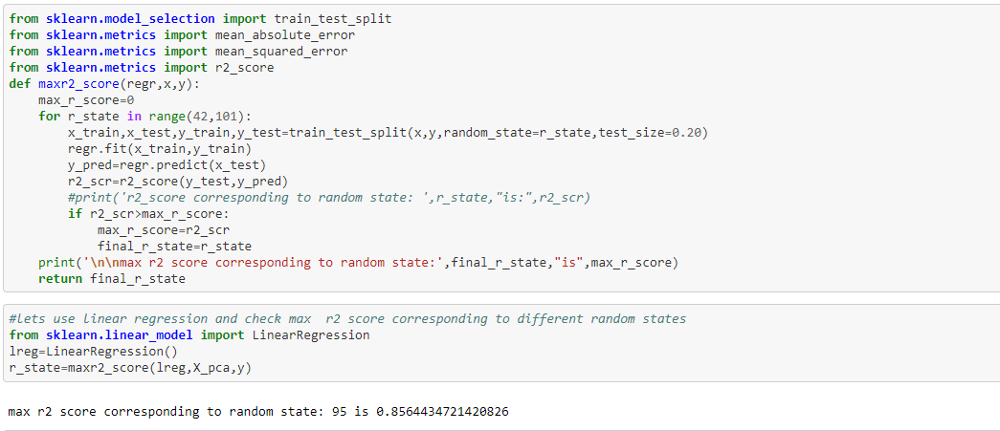 from sklearn.model_selection import train_test_split
from sklearn.metrics import mean_absolute_error
from sklearn.metrics import mean_squared_error
from sklearn.metrics import r2_score
def maxr2_score(regr,x,y):
    max_r_score=0
    for r_state in range(42,101):
        x_train,x_test,y_train,y_test=train_test_split(x,y,random_state=r_state,test_size=0.20)
        regr.fit(x_train,y_train)
        y_pred=regr.predict(x_test)
        r2_scr=r2_score(y_test,y_pred)
        #print('r2_score corresponding to random state: ',r_state,"is:",r2_scr)
        if r2_scr>max_r_score:
            max_r_score=r2_scr
            final_r_state=r_state
    print('\n\nmax r2 score corresponding to random state:',final_r_state,"is",max_r_score)
    return final_r_state
#Lets use Linear regression and check max  r2 score corresponding to different random states
from sklearn.linear_model import LinearRegression
lreg=LinearRegression()
r_state=maxr2_score(lreg,X_pca,y)
max r2 score corresponding to random state: 95 is 0.8564434721420826